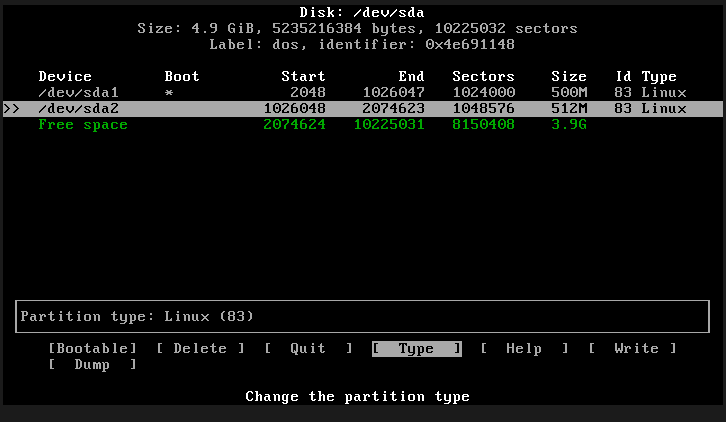 Disk: /dev/sda
Size: 4.9 GiB, 5235216384 bytes, 10225032 sectors
Label: dos, identifier: 0x4e691148
Device Boot Start End Sectors Size Id Type
/dev/sda1 * 2048 1026047 1024000 500M 83 Linux
>> /dev/sda2 1026048 2074623 1048576 512M 83 Linux
Free space 2074624 10225031 8150408 3.9G
Partition type: Linux (83)
[Bootable] [ Delete ] [ Quit ] [ Type ] [ Help ] [ Write ]
[ Dump ]
Change the partition type